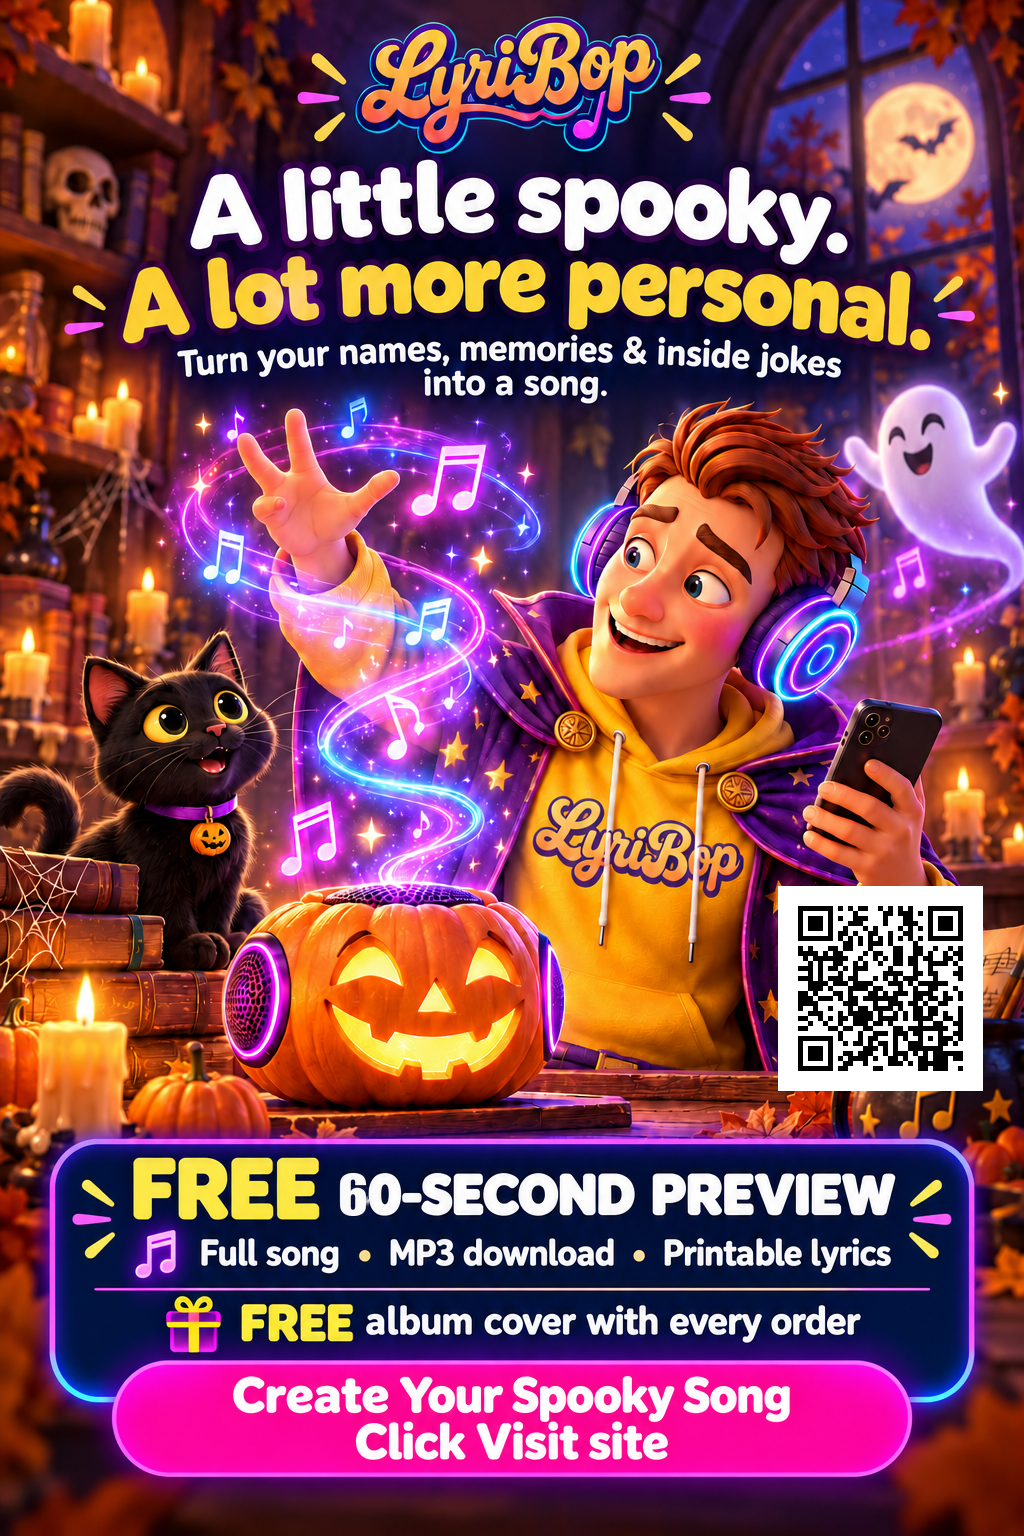 LyriBop
A little spooky.
A lot more personal.
Turn your names, memories & inside jokes
into a song.
LyriBop
FREE 60-SECOND PREVIEW
Full song • MP3 download • Printable lyrics
FREE album cover with every order
Create Your Spooky Song
Click Visit site